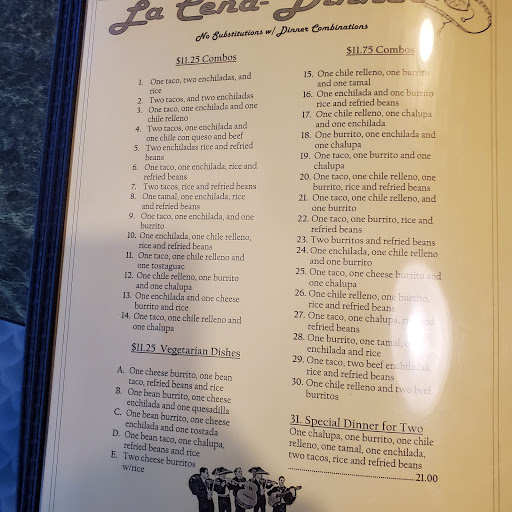 La Cena- Dinner
No Substitutions w/ Dinner Combinations
$11.25 Combos
1. One taco, two enchiladas, and
rice
2. Two tacos, and two enchiladas
3. One taco, one enchilada and one
chile relleno
4. Two tacos, one enchilada and
one chile con queso and beef
5. Two enchiladas rice and refried
beans
6. One taco, one enchilada, rice and
refried beans
7. Two tacos, rice and refried beans
8. One tamal, one enchilada, rice
and refried beans
9. One taco, one enchilada, and one
burrito
10. One enchilada, one chile relleno,
rice and refried beans
11. One taco, one chile relleno and
one tostaguac
12. One chile relleno, one burrito
and one chalupa
13. One enchilada and one cheese
burrito and rice
14. One taco, one chile relleno and
one chalupa
$11.25 Vegetarian Dishes
A. One cheese burrito, one bean
taco, refried beans and rice
B. One bean burrito, one cheese
enchilada and one quesadilla
C. One bean burrito, one cheese
enchilada and one tostada
D. One bean taco, one chalupa,
refried beans and rice
E. Two cheese burritos
w/rice
$11.75 Combos
15. One chile relleno, one burrito
and one tamal
16. One enchilada and one burrito
rice and refried beans
17. One chile relleno, one chalupa
and one enchilada
18. One burrito, one enchilada and
one chalupa
19. One taco, one burrito and one
chalupa
20. One taco, one chile relleno, one
burrito, rice and refried beans
21. One taco, one chile relleno, and
one burrito
22. One taco, one burrito, rice and
refried beans
23. Two burritos and refried beans
24. One enchilada, one chile relleno
and one burrito
25. One taco, one cheese burrito and
one chalupa
26. One chile relleno, one burrito,
rice and refried beans
27. One taco, one chalupa, rice and
refried beans
28. One burrito, one tamal, one
enchilada and rice
29. One taco, two beef enchiladas,
rice and refried beans
30. One chile relleno and two beef
burritos
31. Special Dinner for Two
One chalupa, one burrito, one chile
relleno, one tamal, one enchilada,
two tacos, rice and refried beans
21.00